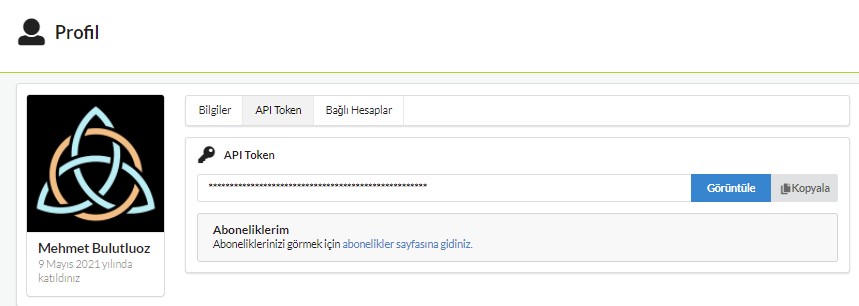 Profil
Bilgiler
API Token
Bağlı Hesaplar
API Token
****************************************************
Görüntüle
Kopyala
Aboneliklerim
Aboneliklerinizi görmek için abonelikler sayfasına gidiniz.
Mehmet Bulutluoz
9 Mayıs 2021 yılında
katıldınız